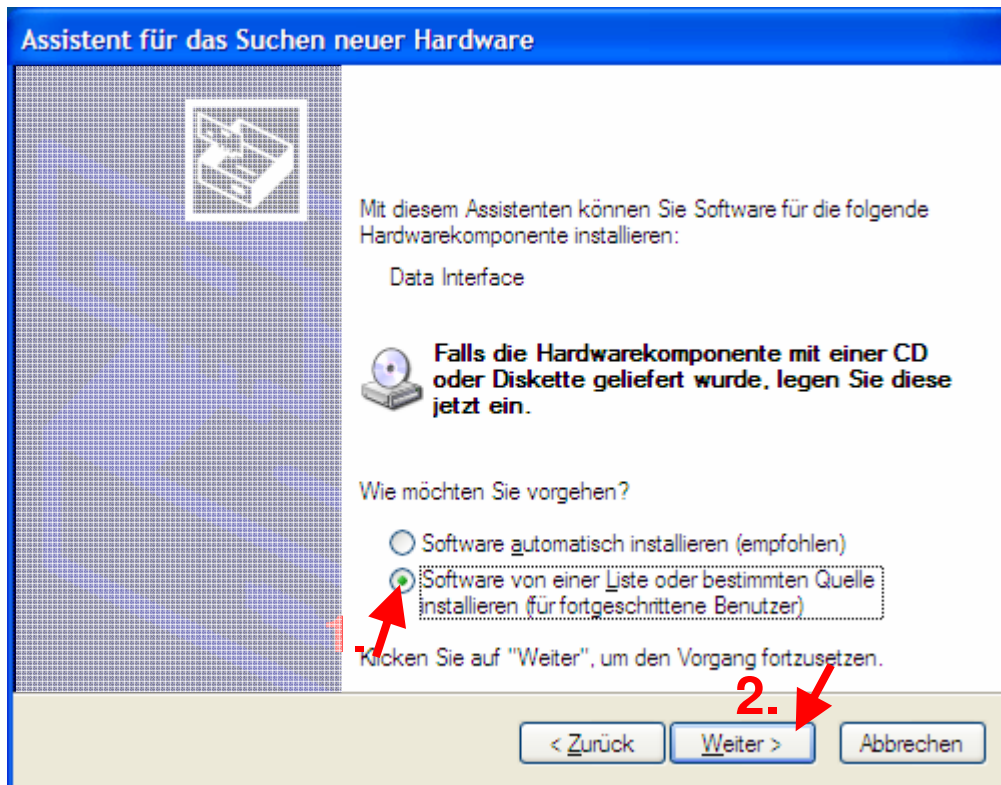 Assistent für das Suchen neuer Hardware
Mit diesem Assistenten können Sie Software für die folgende
Hardwarekomponente installieren:
Data Interface
Falls die Hardwarekomponente mit einer CD
oder Diskette geliefert wurde, legen Sie diese
jetzt ein.
Wie möchten Sie vorgehen?
Software automatisch installieren (empfohlen)
Software von einer Liste oder bestimmten Quelle
installieren (für fortgeschrittene Benutzer)
1.
Klicken Sie auf "Weiter", um den Vorgang fortzusetzen.
2.
< Zurück
Weiter >
Abbrechen